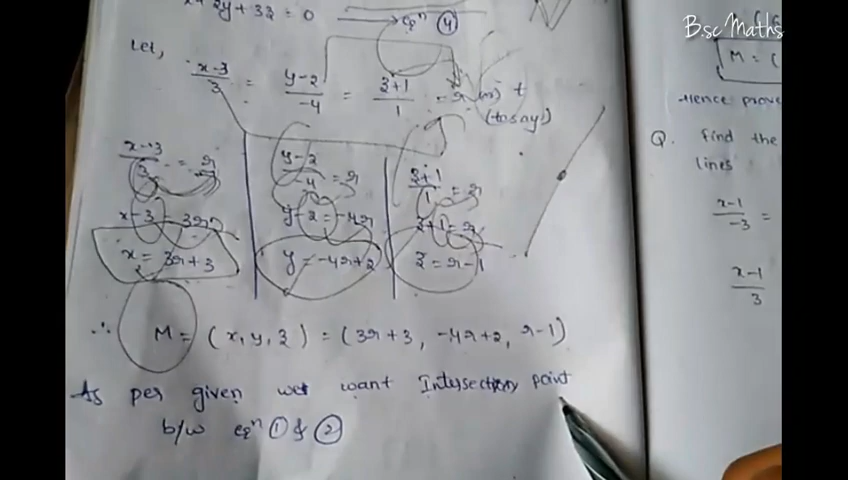 B.sc Maths
x+2y+3z=0 → eqⁿ ④
Let,
x-3/3 = y-2/-4 = z+1/1 = r (or) t
(to say)
x-3/3 = r
x-3 = 3r
x = 3r+3
y-2/-4 = r
y-2 = -4r
y = -4r+2
z+1/1 = r
z+1 = r
z = r-1
∴ M = (x, y, z) = (3r+3, -4r+2, r-1)
As per given we want Intersection point
b/w eqⁿ ① & ②
M = (
Hence prove
Q. Find the
lines
x-1/-3 =
x-1/3